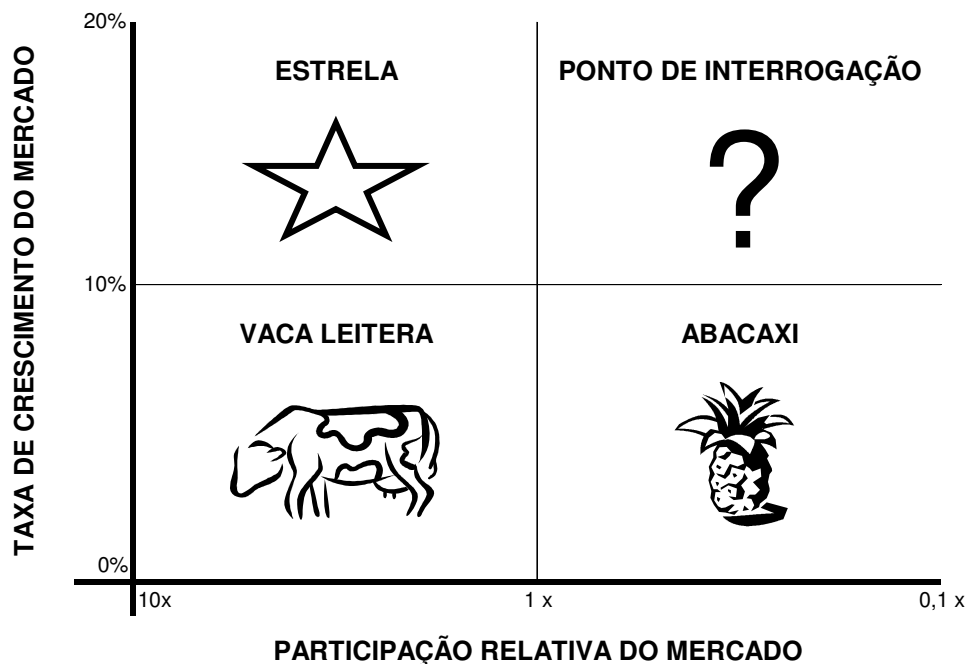 20%
ESTRELA
PONTO DE INTERROGAÇÃO
?
TAXA DE CRESCIMENTO DO MERCADO
10%
VACA LEITERA
ABACAXI
0%
10x
1 x
0,1 x
PARTICIPAÇÃO RELATIVA DO MERCADO